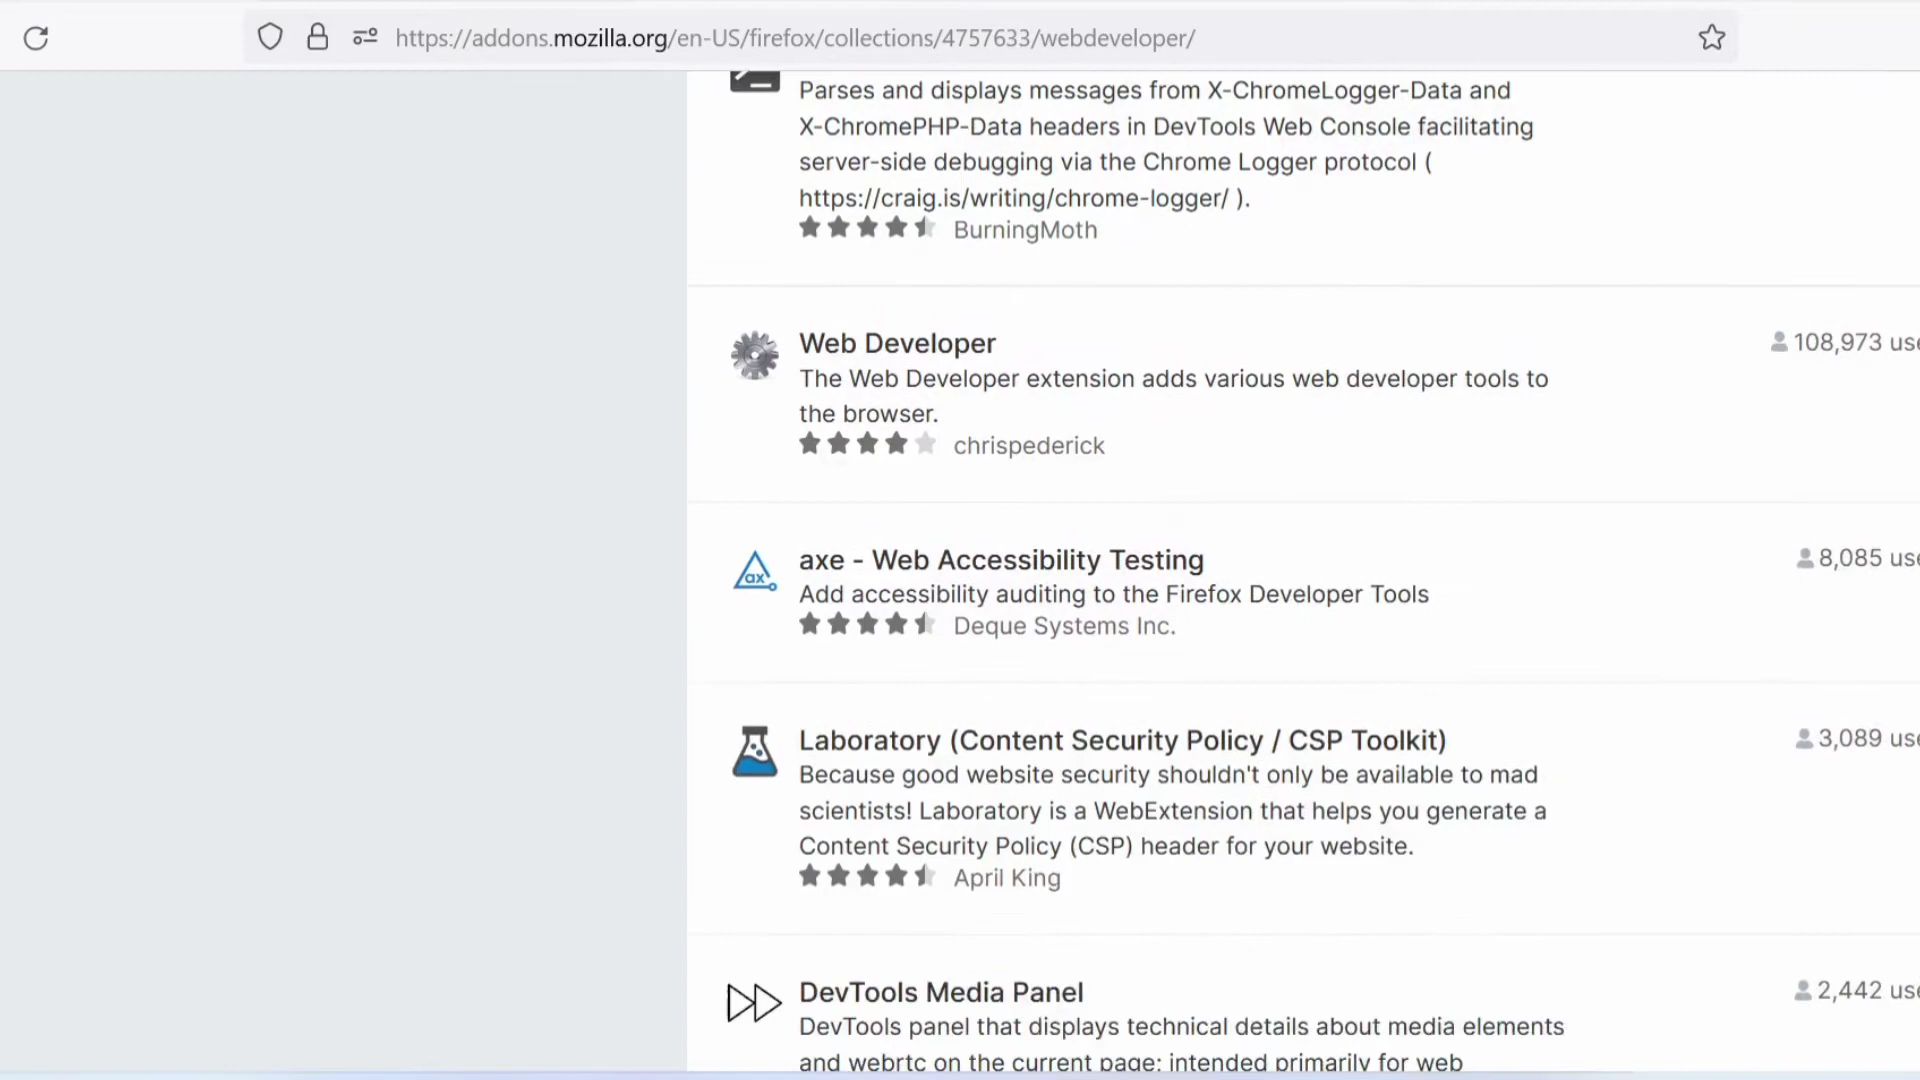 https://addons.mozilla.org/en-US/firefox/collections/4757633/webdeveloper/
Parses and displays messages from X-ChromeLogger-Data and
X-ChromePHP-Data headers in DevTools Web Console facilitating
server-side debugging via the Chrome Logger protocol (
https://craig.is/writing/chrome-logger/ ).
BurningMoth
Web Developer
108,973 use
The Web Developer extension adds various web developer tools to
the browser.
chrispederick
axe - Web Accessibility Testing
8,085 use
Add accessibility auditing to the Firefox Developer Tools
Deque Systems Inc.
ax
Laboratory (Content Security Policy / CSP Toolkit)
3,089 use
Because good website security shouldn't only be available to mad
scientists! Laboratory is a WebExtension that helps you generate a
Content Security Policy (CSP) header for your website.
April King
DevTools Media Panel
2,442 use
DevTools panel that displays technical details about media elements
and webrtc on the current page; intended primarily for web